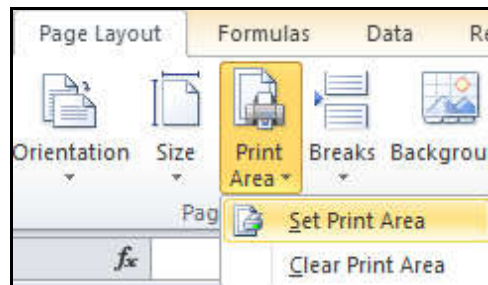 Page Layout Formulas Data Re
Orientation Size Print Area Breaks Backgrou
Pag
Set Print Area
fx
Clear Print Area